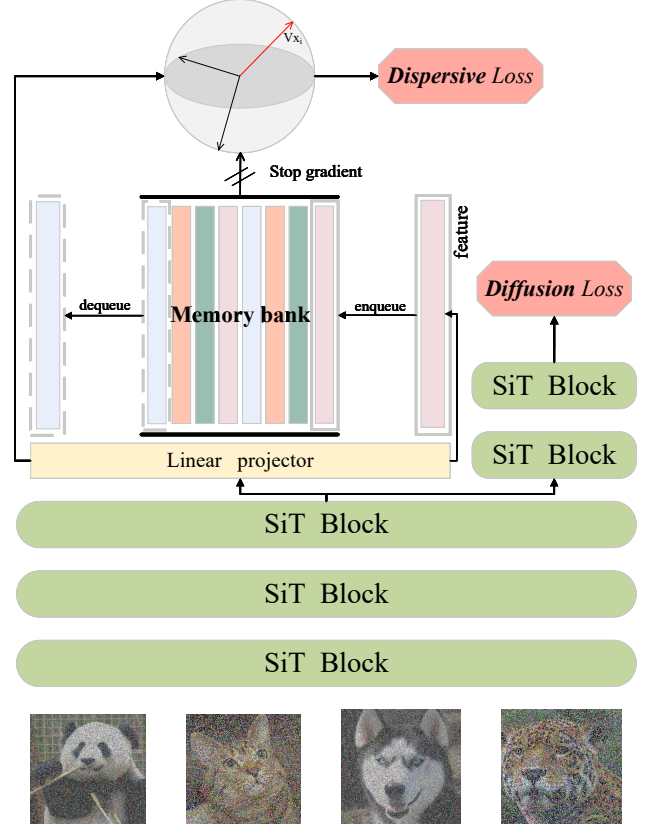 Vxᵢ
Dispersive Loss
Stop gradient
feature
dequeue
Memory bank
enqueue
Diffusion Loss
SiT Block
SiT Block
Linear projector
SiT Block
SiT Block
SiT Block